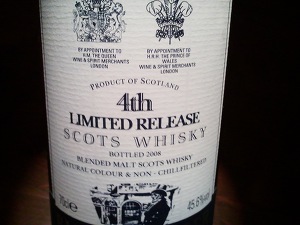 BY APPOINTMENT TO
H.M. THE QUEEN
WINE & SPIRIT MERCHANTS
LONDON
BY APPOINTMENT TO
H.R.H. THE PRINCE OF
WALES
WINE & SPIRIT MERCHANTS
LONDON
PRODUCT OF SCOTLAND
4th
LIMITED RELEASE
SCOTS WHISKY
BOTTLED 2008
BLENDED MALT SCOTS WHISKY
NATURAL COLOUR & NON - CHILLFILTERED
70cl e
45.6%vol